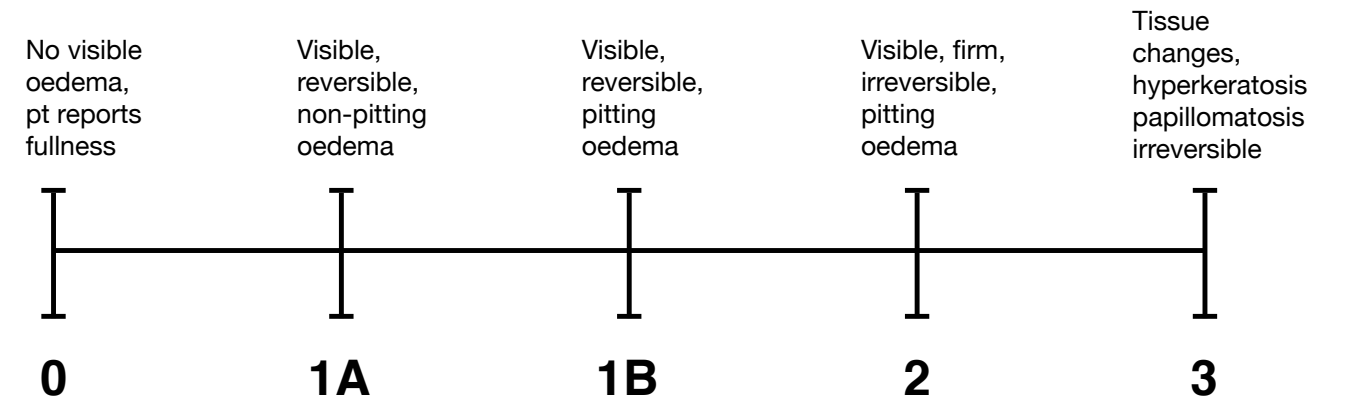 No visible
oedema,
pt reports
fullness
Visible,
reversible,
non-pitting
oedema
Visible,
reversible,
pitting
oedema
Visible, firm,
irreversible,
pitting
oedema
Tissue
changes,
hyperkeratosis
papillomatosis
irreversible
0
1A
1B
2
3